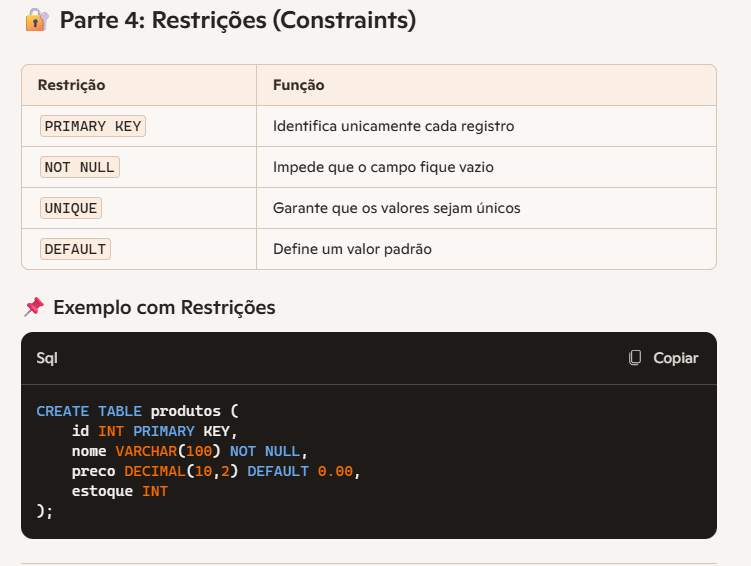 🔐 Parte 4: Restrições (Constraints)
Restrição Função
PRIMARY KEY Identifica unicamente cada registro
NOT NULL Impede que o campo fique vazio
UNIQUE Garante que os valores sejam únicos
DEFAULT Define um valor padrão
📌 Exemplo com Restrições
Sql Copiar
CREATE TABLE produtos (
    id INT PRIMARY KEY,
    nome VARCHAR(100) NOT NULL,
    preco DECIMAL(10,2) DEFAULT 0.00,
    estoque INT
);